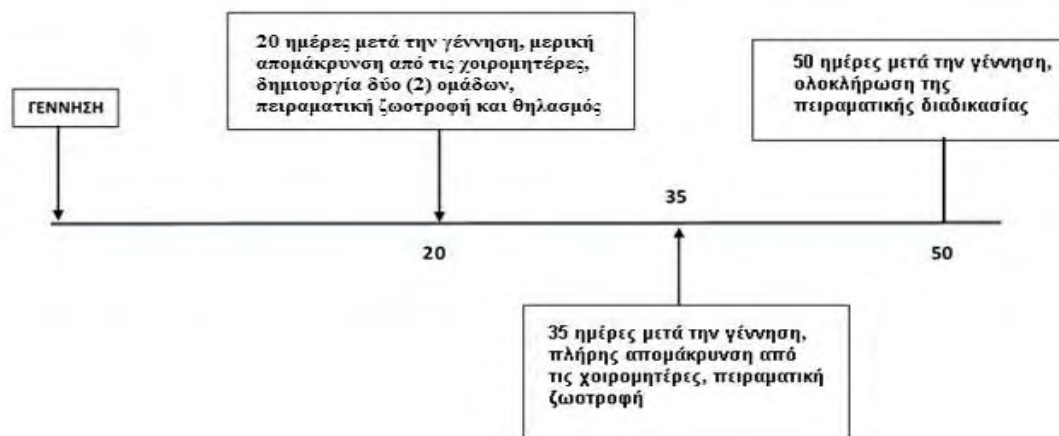 ΓΕΝΝΗΣΗ
20 ημέρες μετά την γέννηση, μερική
απομάκρυνση από τις χοιρομητέρες,
δημιουργία δύο (2) ομάδων,
πειραματική ζωοτροφή και θηλασμός
50 ημέρες μετά την γέννηση,
ολοκλήρωση της
πειραματικής διαδικασίας
35
20
50
35 ημέρες μετά την γέννηση,
πλήρης απομάκρυνση από
τις χοιρομητέρες, πειραματική
ζωοτροφή